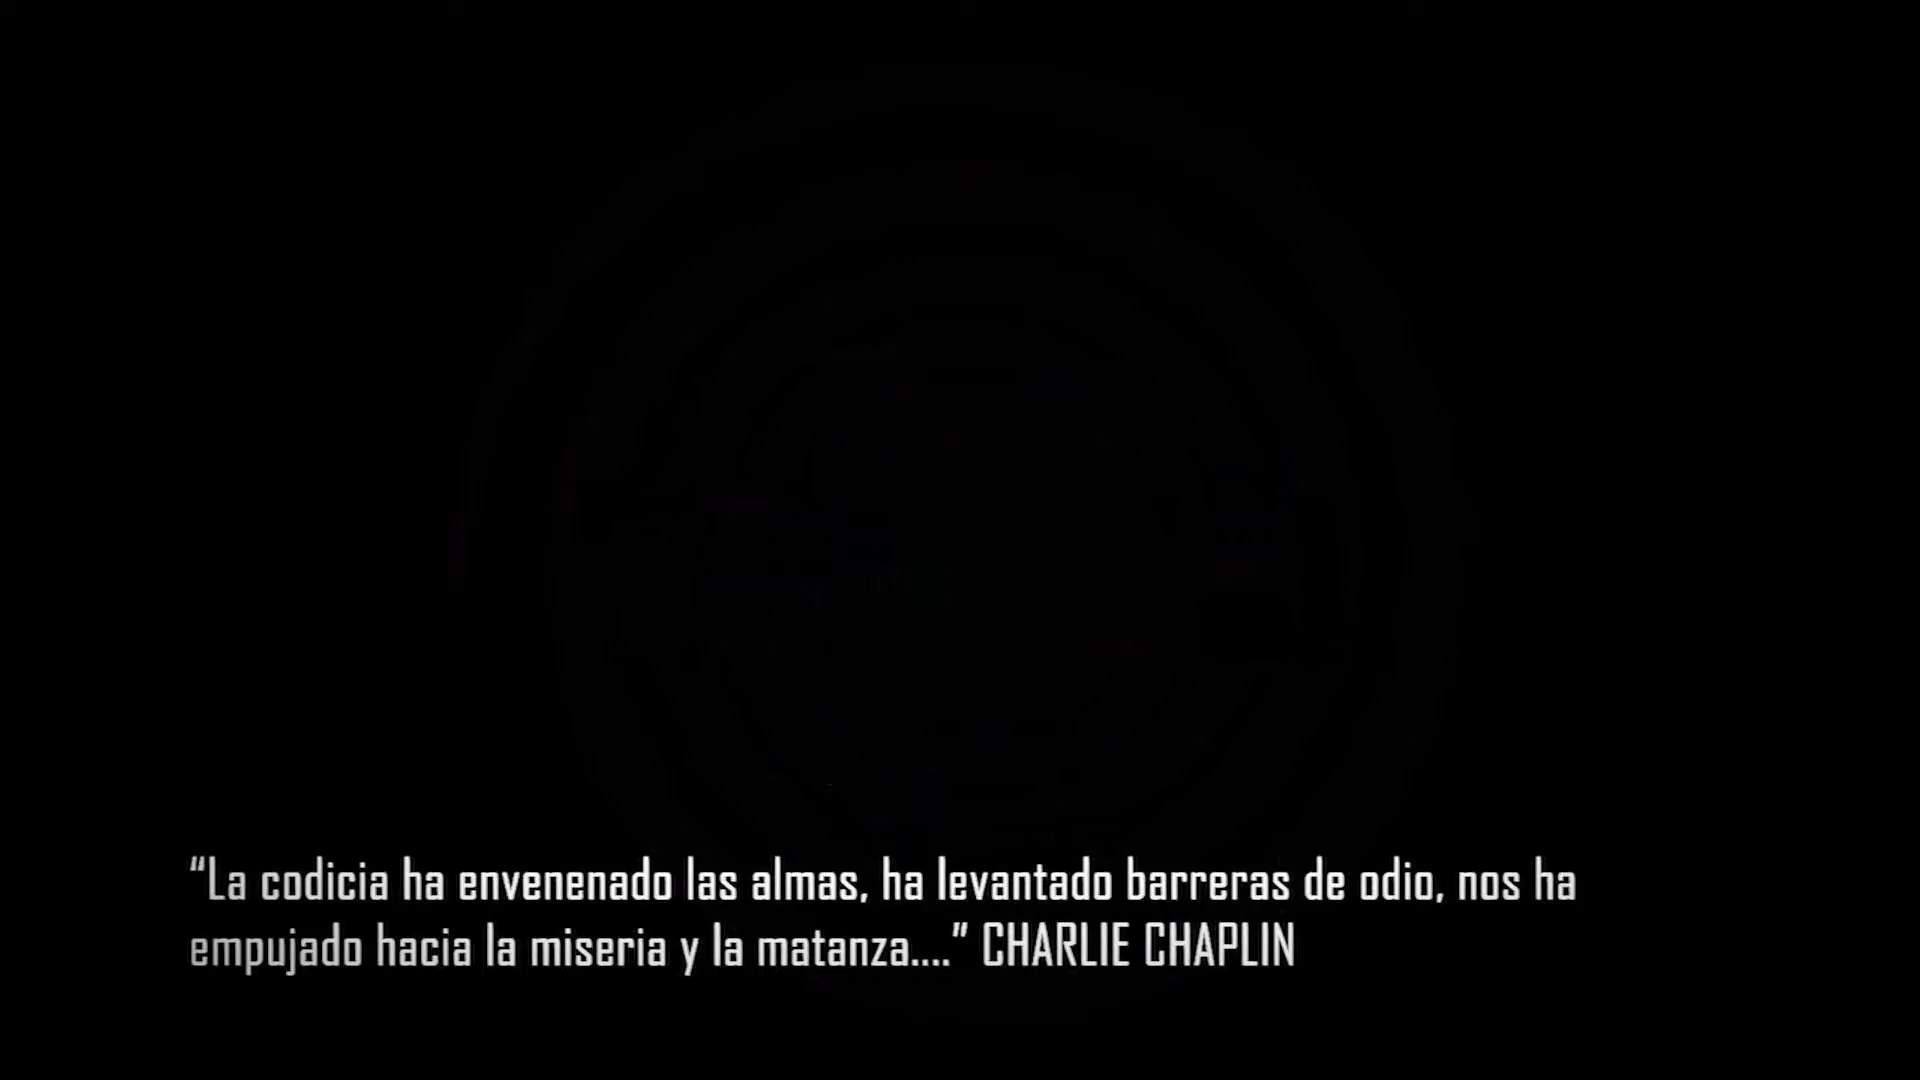 “La codicia ha envenenado las almas, ha levantado barreras de odio, nos ha
empujado hacia la miseria y la matanza....” CHARLIE CHAPLIN